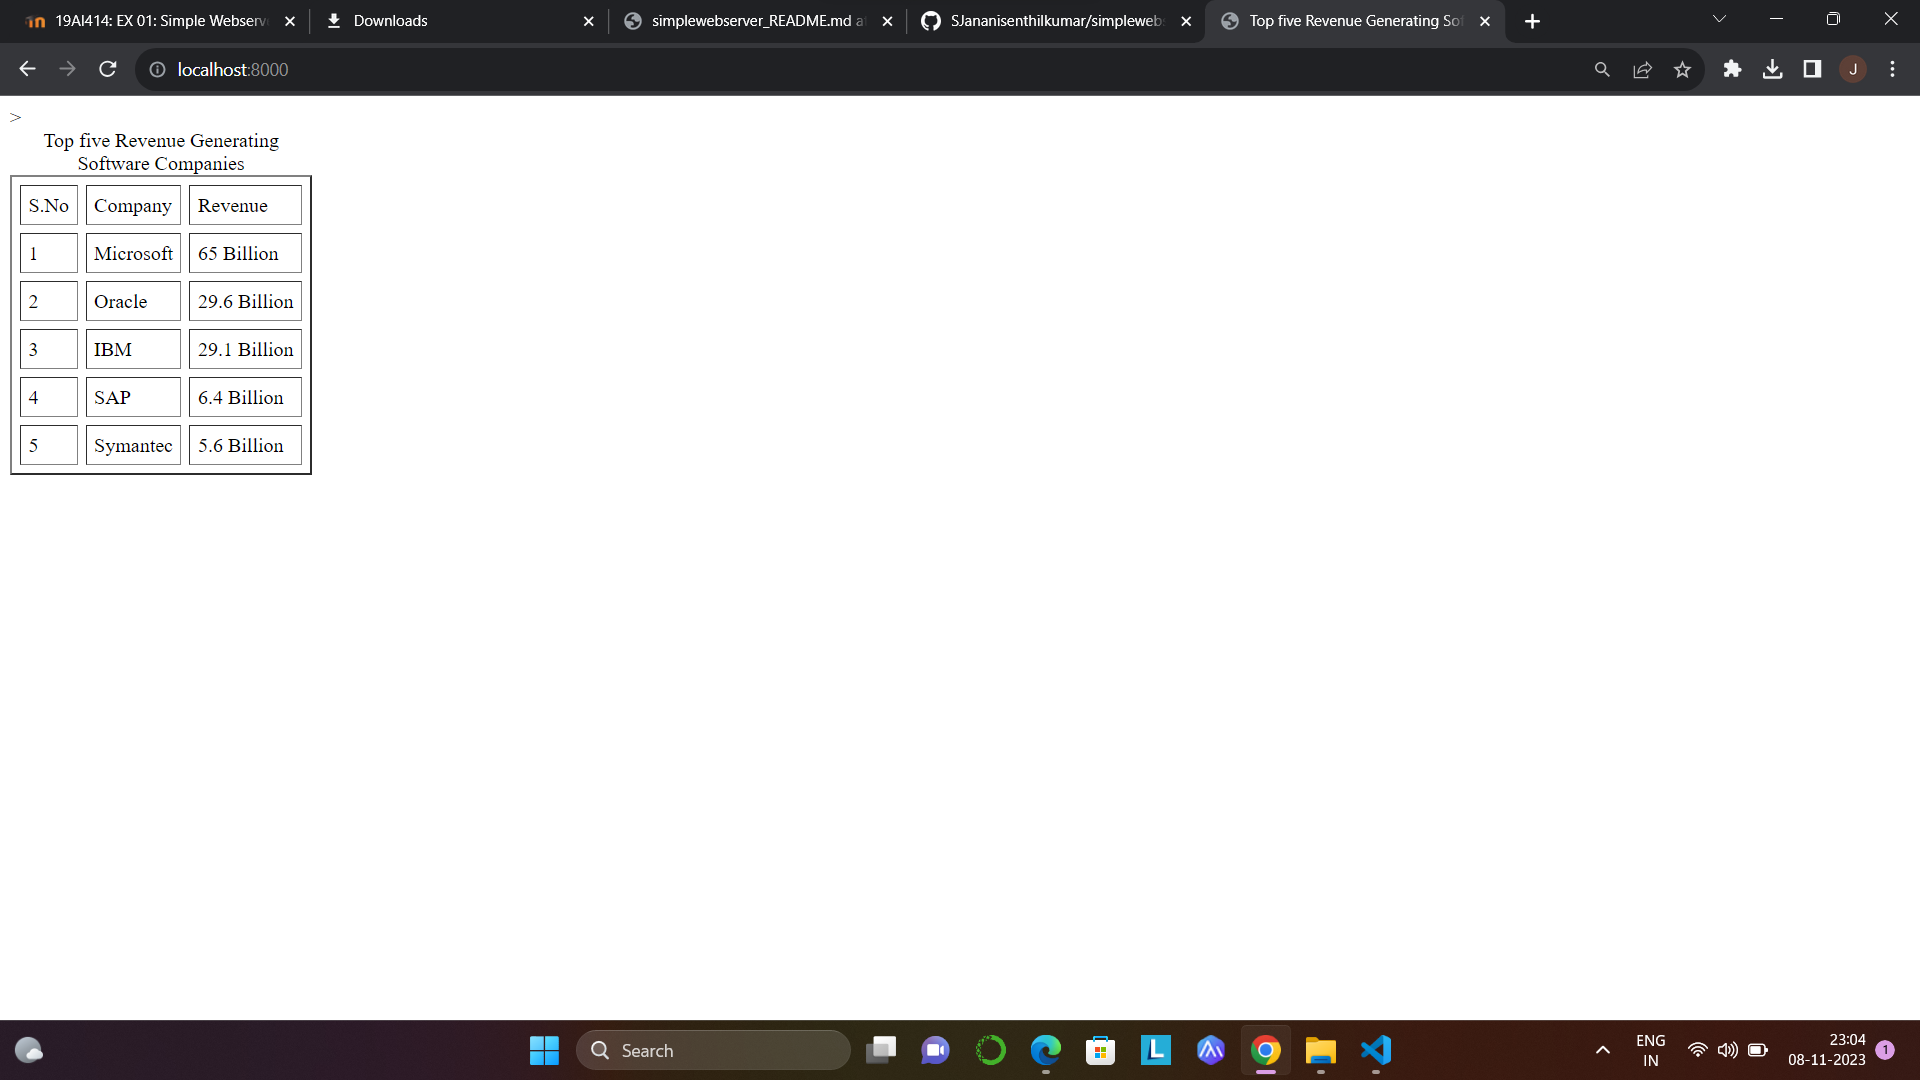 19AI414: EX 01: Simple Webserv
Downloads
simplewebserver_README.md a
SJananisenthilkumar/simpleweb
Top five Revenue Generating Sof
localhost:8000
J
>
Top five Revenue Generating
Software Companies
S.No Company Revenue
1 Microsoft 65 Billion
2 Oracle 29.6 Billion
3 IBM 29.1 Billion
4 SAP 6.4 Billion
5 Symantec 5.6 Billion
Search
L
ENG
IN
23:04
08-11-2023
1